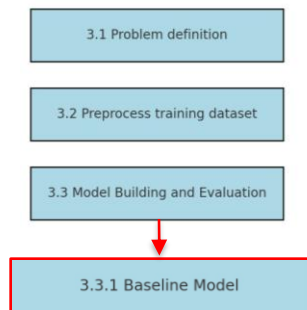 3.1 Problem definition
3.2 Preprocess training dataset
3.3 Model Building and Evaluation
3.3.1 Baseline Model